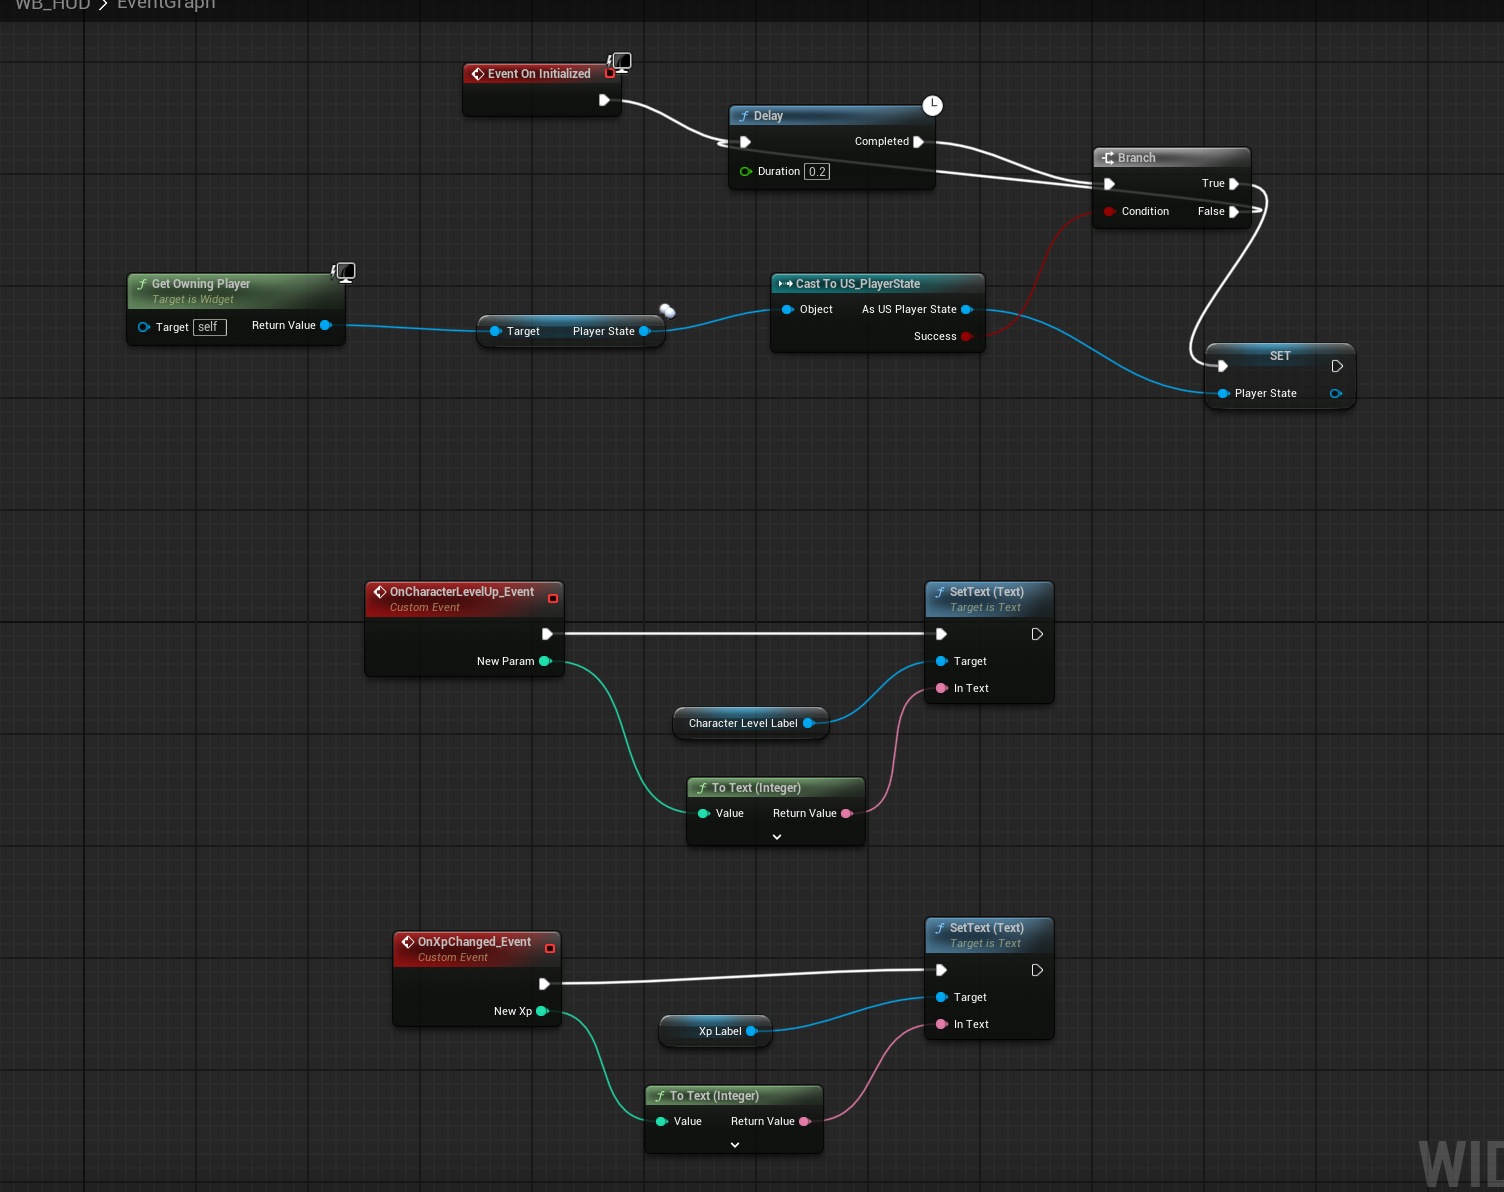 WB_HUD > EventGraph
Event On Initialized
Delay
Completed
Duration 0.2
Branch
True
Condition False
Get Owning Player
Target is Widget
Target self Return Value
Target Player State
Cast To US_PlayerState
Object As US Player State
Success
SET
Player State
OnCharacterLevelUp_Event
Custom Event
New Param
SetText (Text)
Target is Text
Target
In Text
Character Level Label
To Text (Integer)
Value Return Value
OnXpChanged_Event
Custom Event
New Xp
SetText (Text)
Target is Text
Target
In Text
Xp Label
To Text (Integer)
Value Return Value